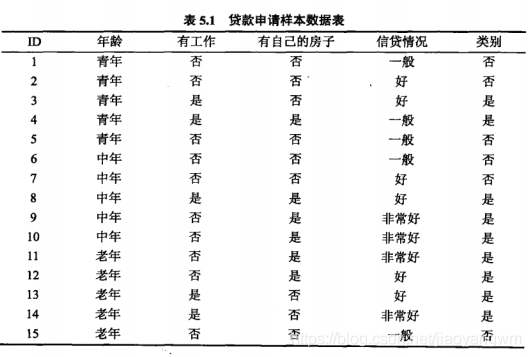 表 5.1 贷款申请样本数据表
ID 年龄 有工作 有自己的房子 信贷情况 类别
1 青年 否 否 一般 否
2 青年 否 否 好 否
3 青年 是 否 好 是
4 青年 是 是 一般 是
5 青年 否 否 一般 否
6 中年 否 否 一般 否
7 中年 否 否 好 否
8 中年 是 是 好 是
9 中年 否 是 非常好 是
10 中年 否 是 非常好 是
11 老年 否 是 非常好 是
12 老年 否 是 好 是
13 老年 是 否 好 是
14 老年 是 否 非常好 是
15 老年 否 否 一般 否